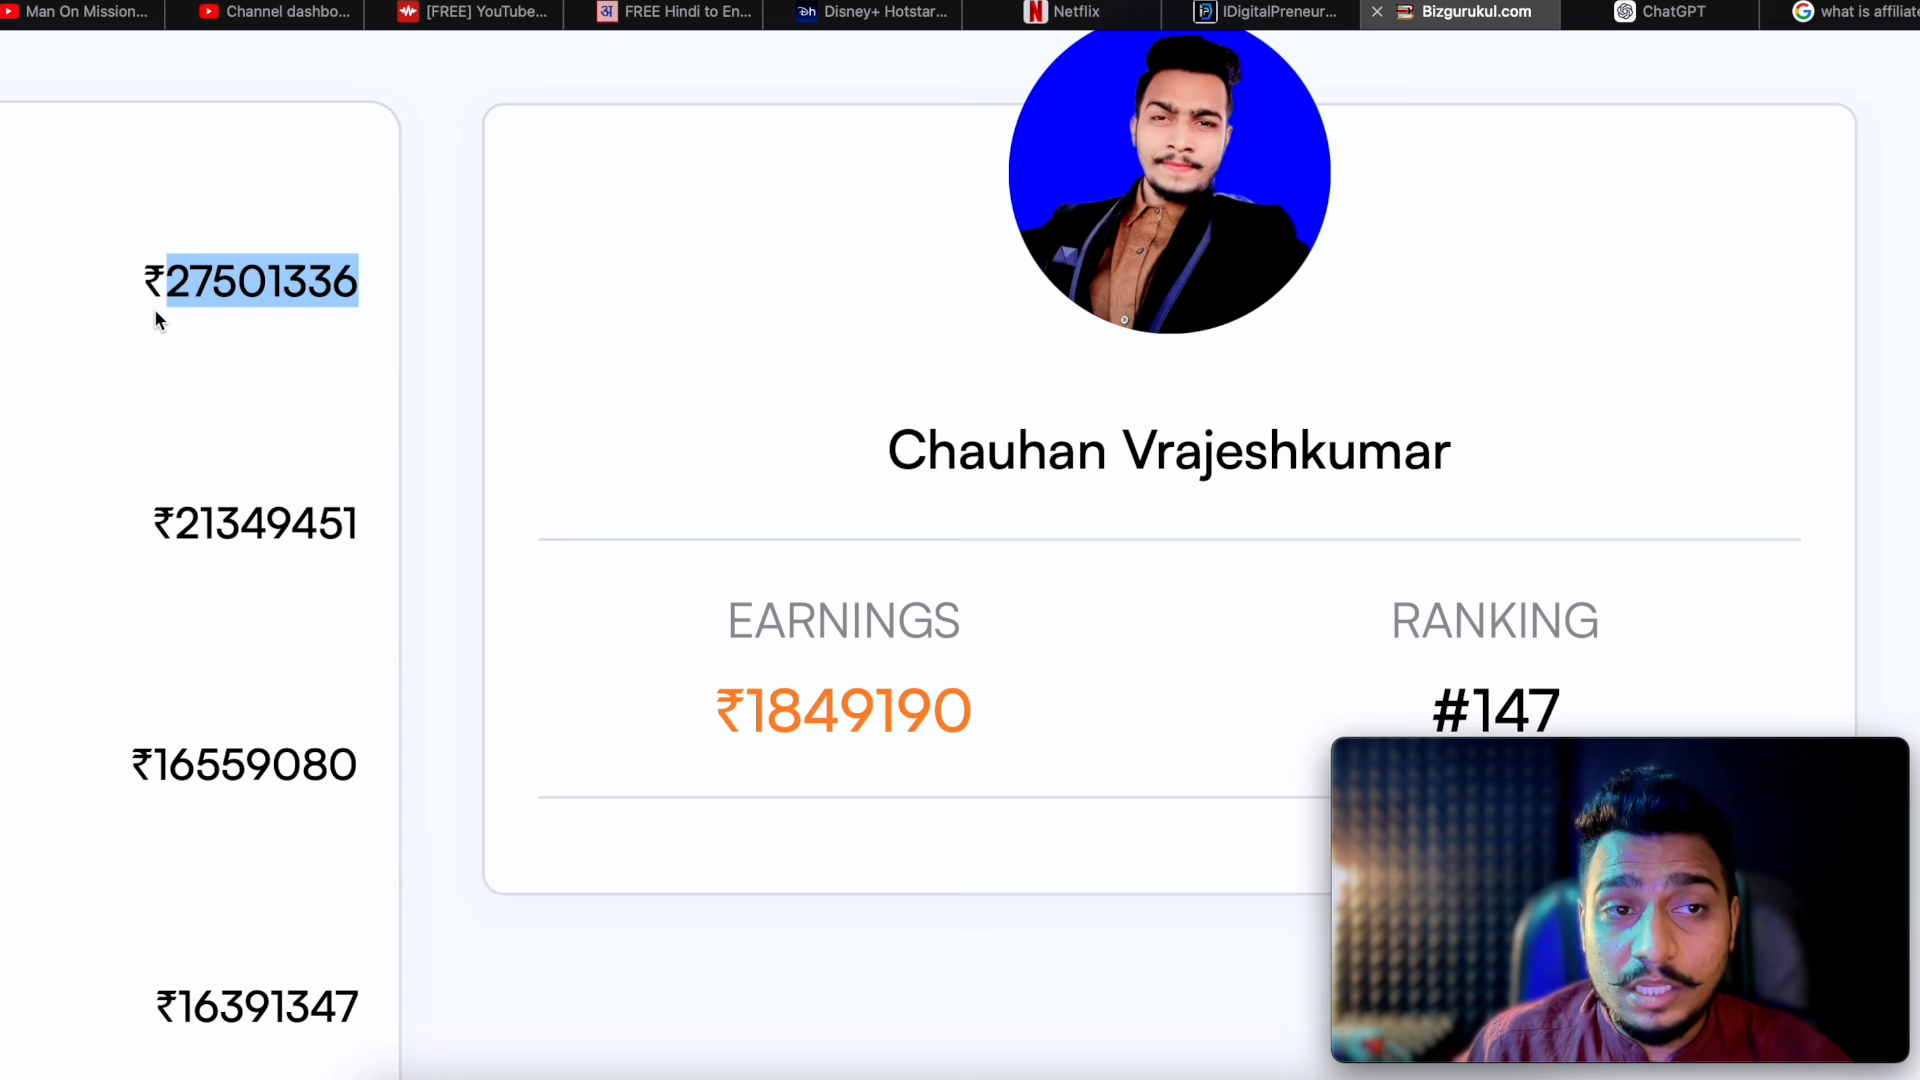 Man On Mission...
Channel dashbo...
[FREE] YouTube...
अ
FREE Hindi to En...
Disney+ Hotstar...
Netflix
IDigitalPreneur...
Bizgurukul.com
ChatGPT
what is affiliate
₹27501336
₹21349451
₹16559080
₹16391347
Chauhan Vrajeshkumar
EARNINGS
RANKING
₹1849190
#147